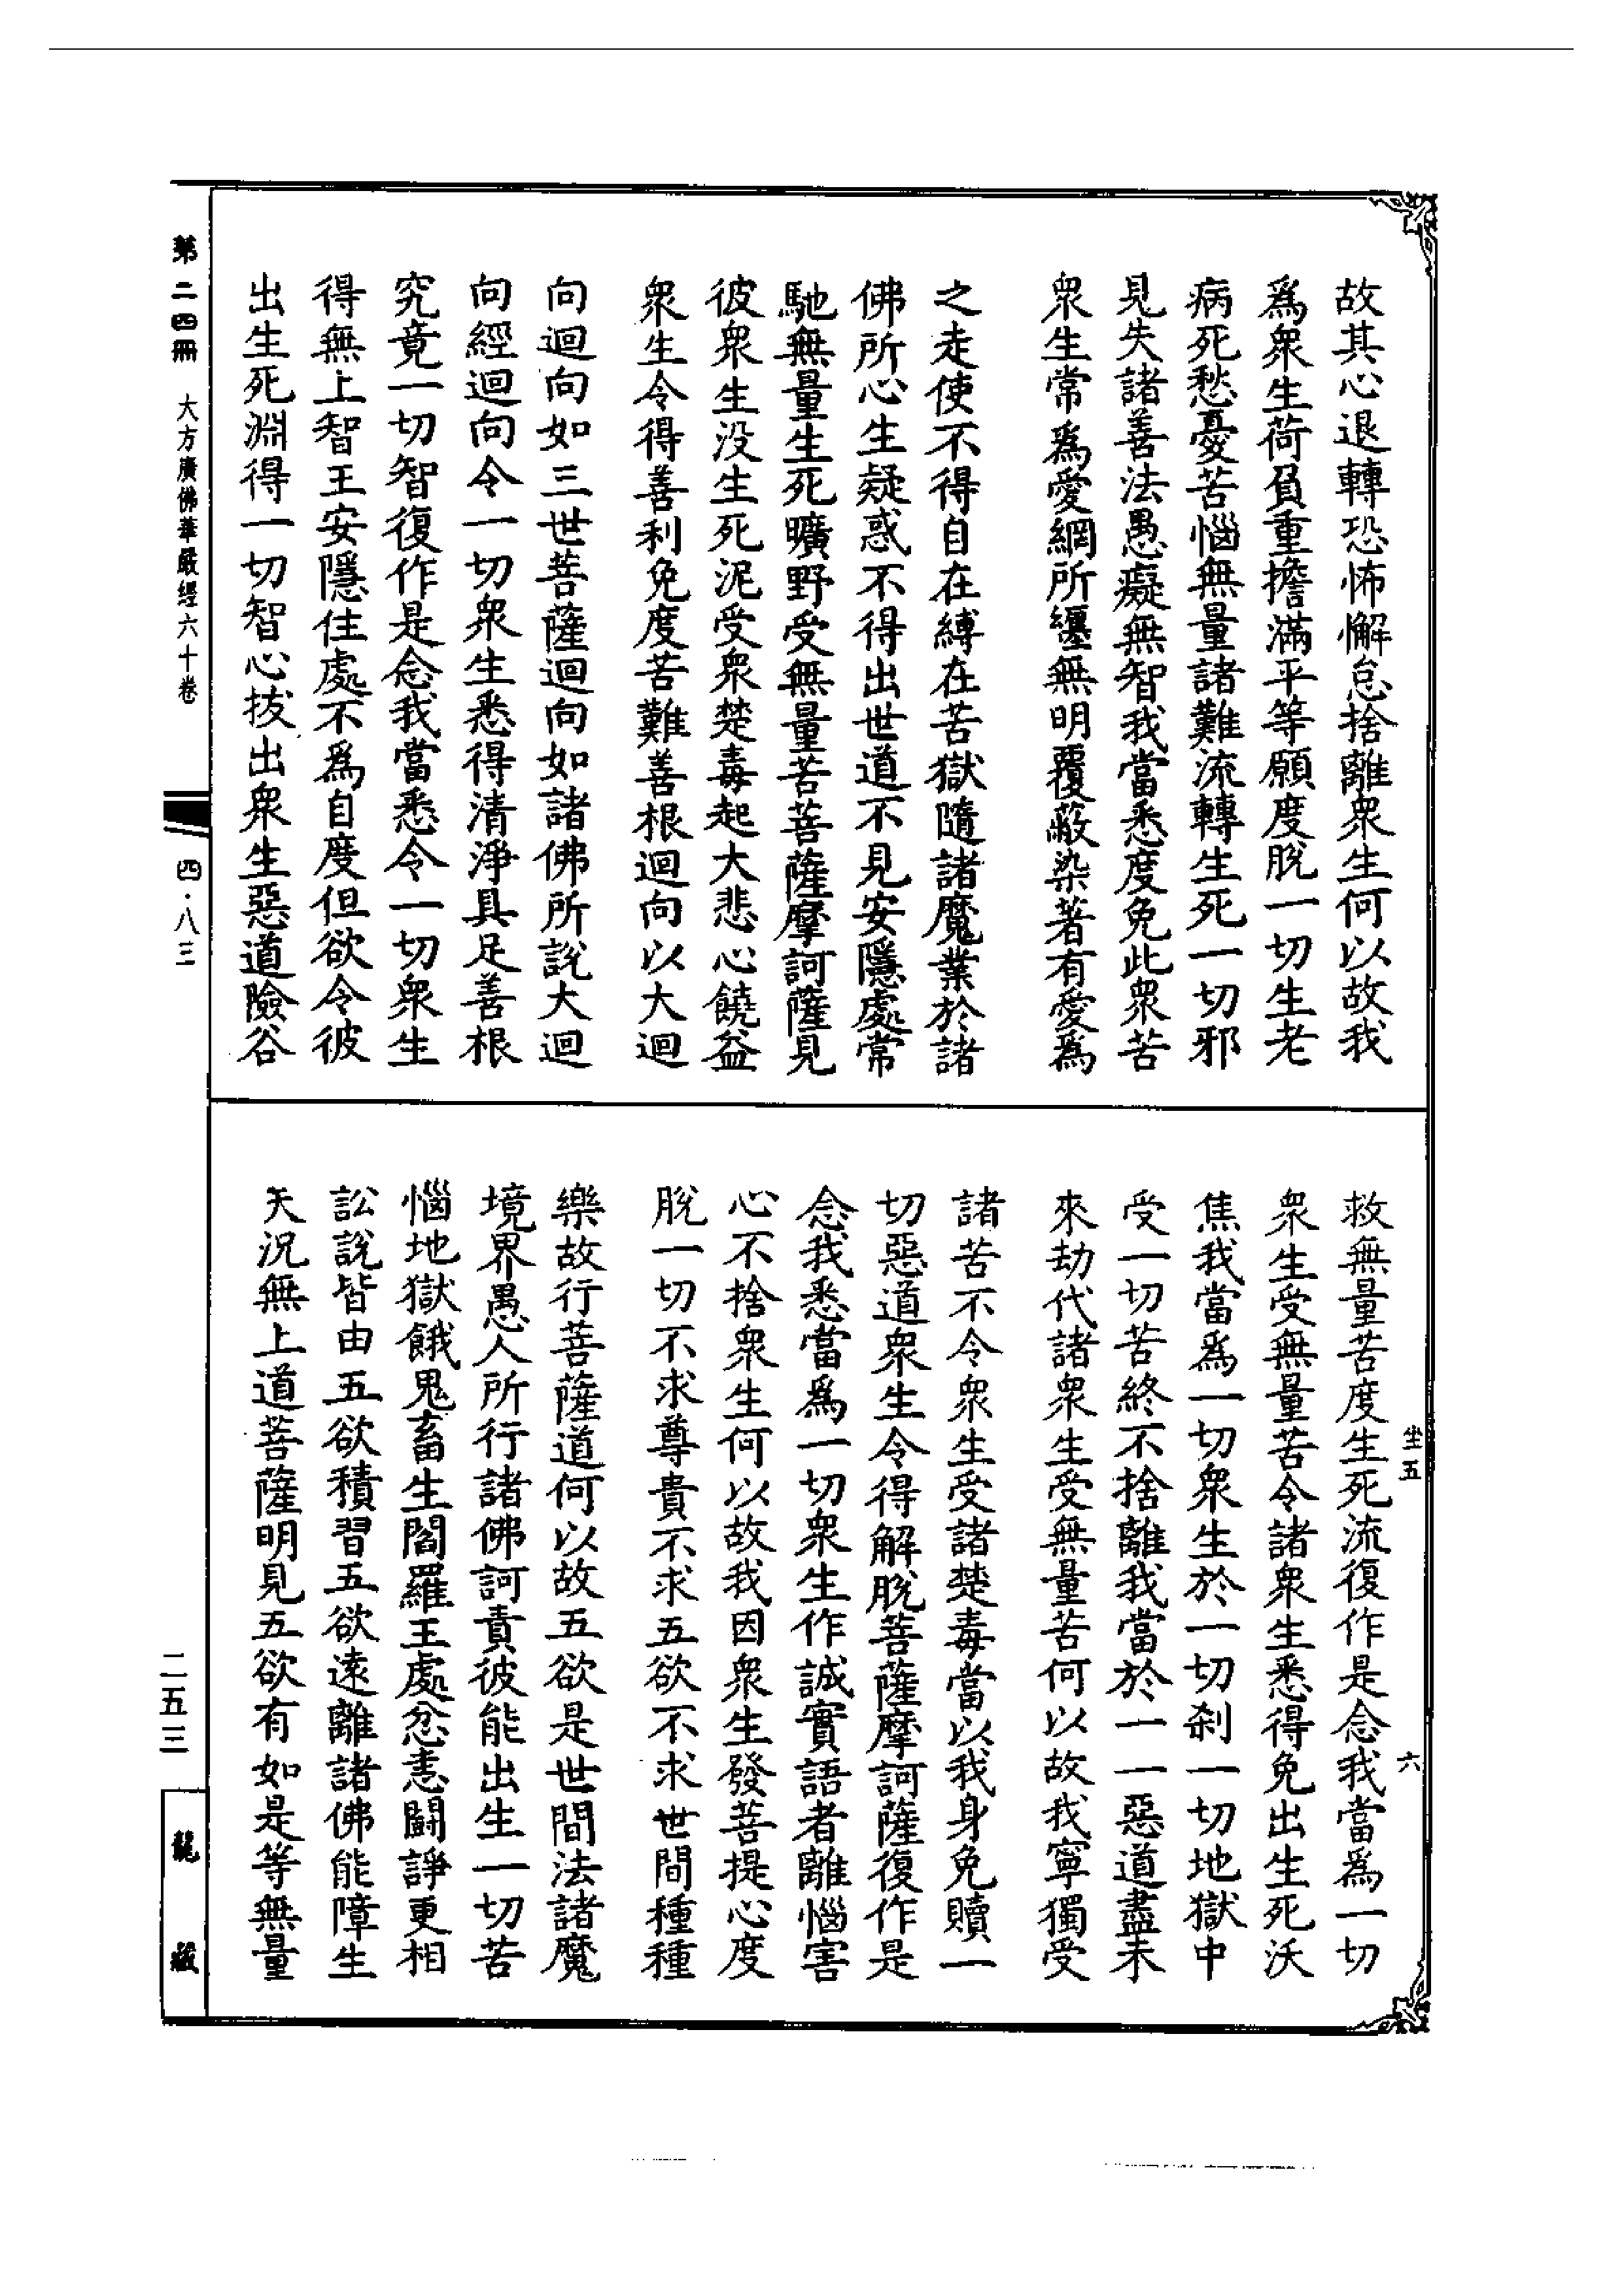 故其心退轉恐怖懈怠捨離衆生何以故我
爲衆生荷負重擔滿平等願度脫一切生老
病死愁憂苦惱無量諸難流轉生死一切邪
見失諸善法愚癡無智我當悉度免此衆苦
衆生常爲愛網所纏無明覆蔽染著有愛爲
之走使不得自在縛在苦獄隨諸魔業於諸
佛所心生疑惑不得出世道不見安隱處常
馳無量生死曠野受無量苦菩薩摩訶薩見
彼衆生没生死泥受衆楚毒起大悲心饒益
衆生令得善利免度苦難善根迴向以大迴
向迴向如三世菩薩迴向如諸佛所說大迴
向經迴向令一切衆生悉得清淨具足善根
究竟一切智復作是念我當悉令一切衆生
得無上智王安隱住處不爲自度但欲令彼
出生死淵得一切智心拔出衆生惡道險谷
救無量苦度生死流復作是念我當爲一切
衆生受無量苦令諸衆生悉得免出生死沃
焦我當爲一切衆生於一切刹一切地獄中
受一切苦終不捨離我當於一一惡道盡未
來劫代諸衆生受無量苦何以故我寧獨受
諸苦不令衆生受諸楚毒當以我身免贖一
切惡道衆生令得解脫菩薩摩訶薩復作是
念我悉當爲一切衆生作誠實語者離惱害
心不捨衆生何以故我因衆生發菩提心度
脫一切不求尊貴不求五欲不求世間種種
樂故行菩薩道何以故五欲是世間法諸魔
境界愚人所行諸佛訶責彼能出生一切苦
惱地獄餓鬼畜生閻羅王處忿恚鬪諍更相
訟說皆由五欲積習五欲遠離諸佛能障生
天況無上道菩薩明見五欲有如是等無量
坐五
六
第二四冊 大方廣佛華嚴經六十卷
四·八三
二五三
龍藏